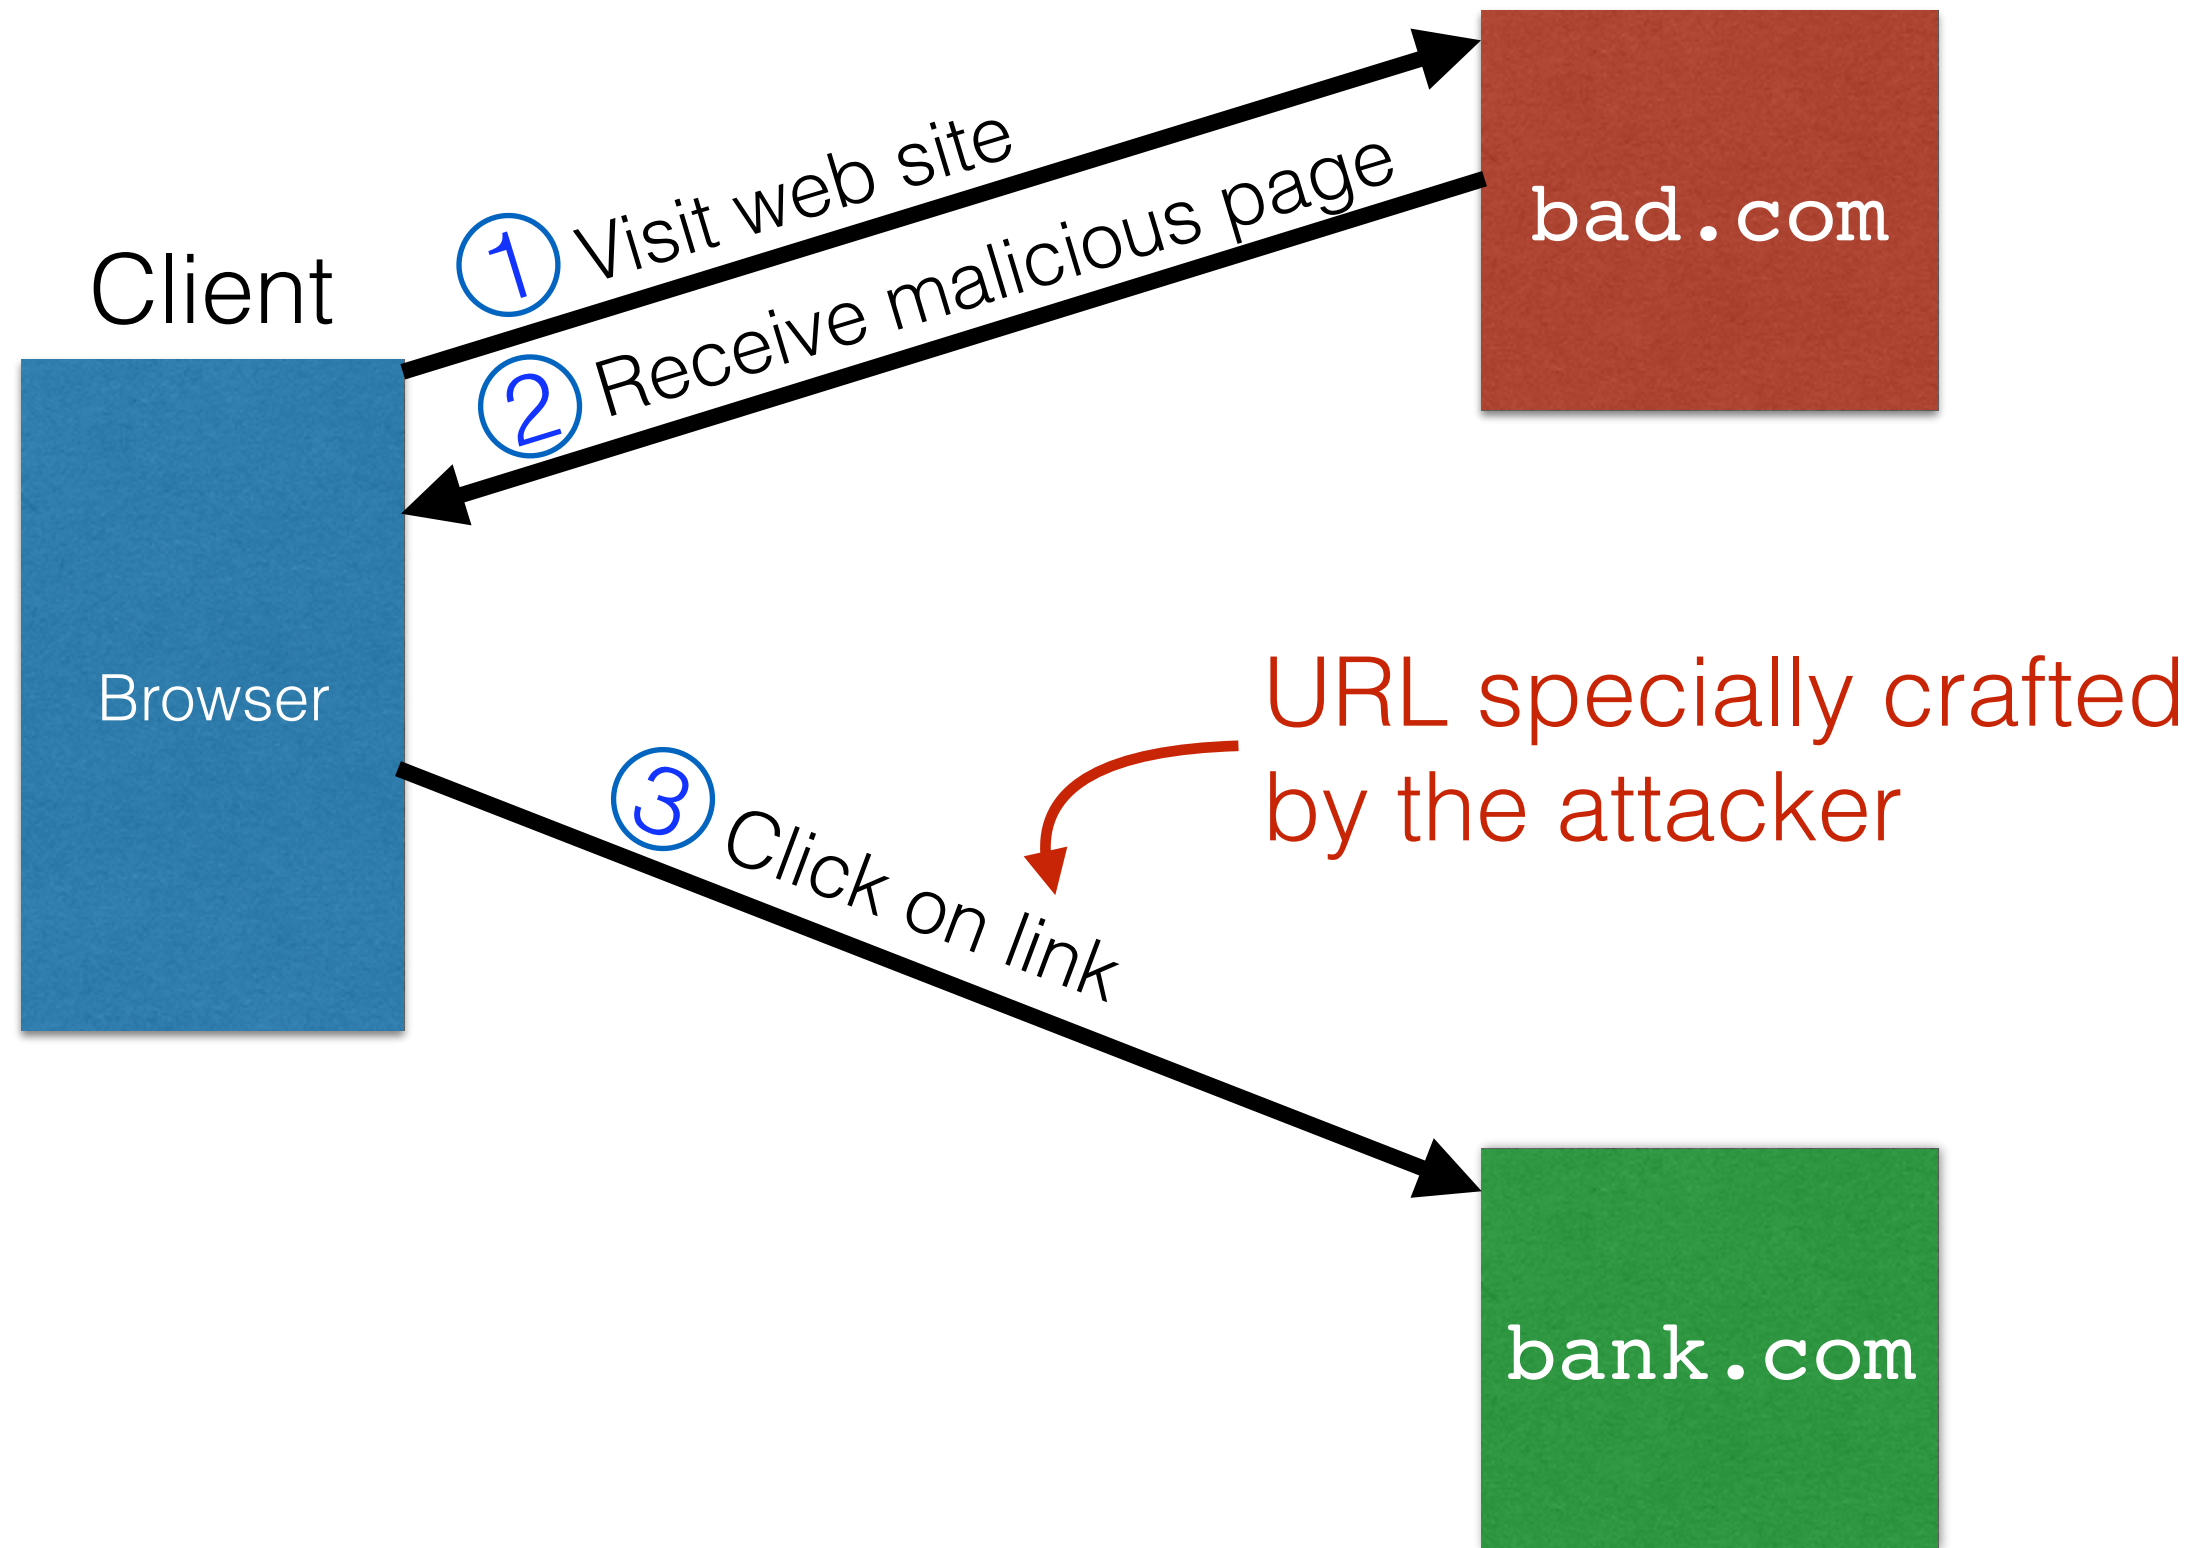 bad.com
1 Visit web site
2 Receive malicious page
Client
Browser
URL specially crafted
by the attacker
3 Click on link
bank.com